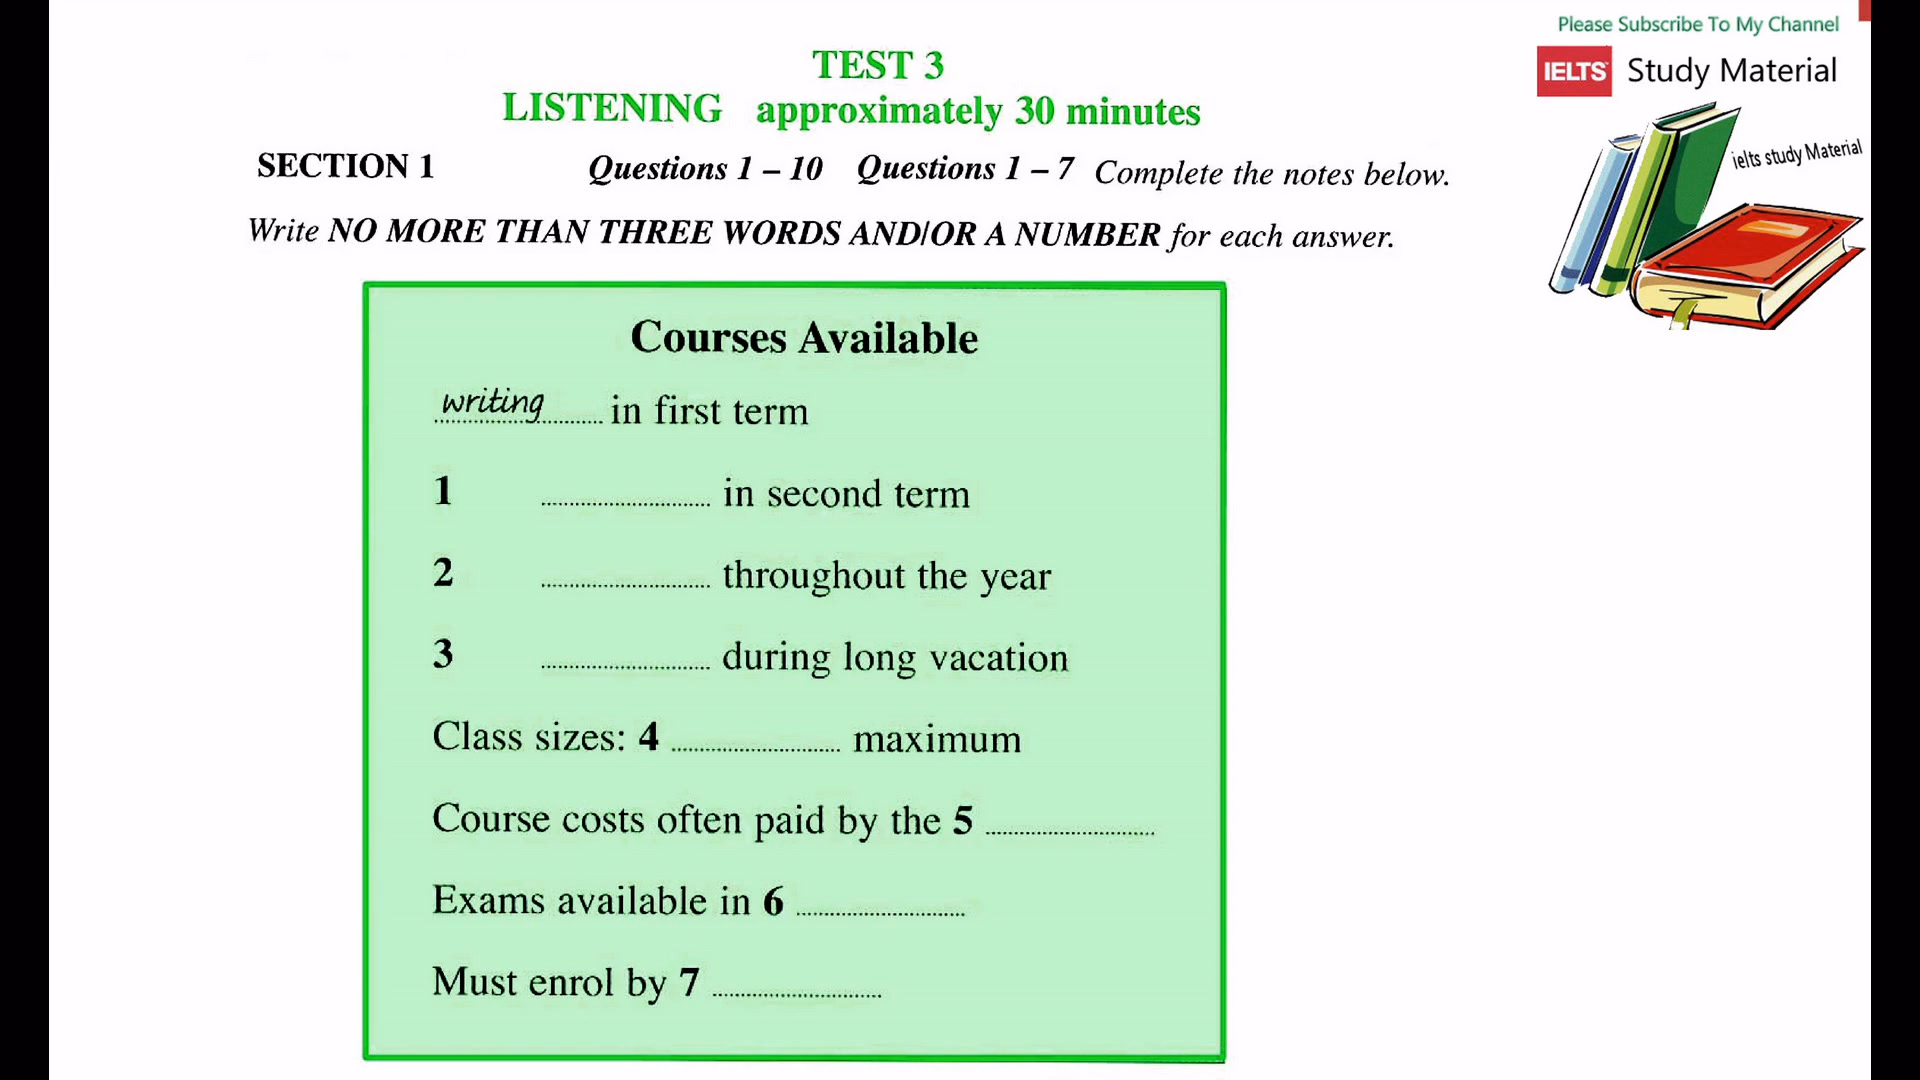 Please Subscribe To My Channel
IELTS Study Material
ielts study Material
TEST 3
LISTENING approximately 30 minutes
SECTION 1 Questions 1 – 10 Questions 1 – 7 Complete the notes below.
Write NO MORE THAN THREE WORDS AND/OR A NUMBER for each answer.
Courses Available
writing in first term
1 .......................... in second term
2 .......................... throughout the year
3 .......................... during long vacation
Class sizes: 4 .......................... maximum
Course costs often paid by the 5 ..........................
Exams available in 6 ..........................
Must enrol by 7 ..........................